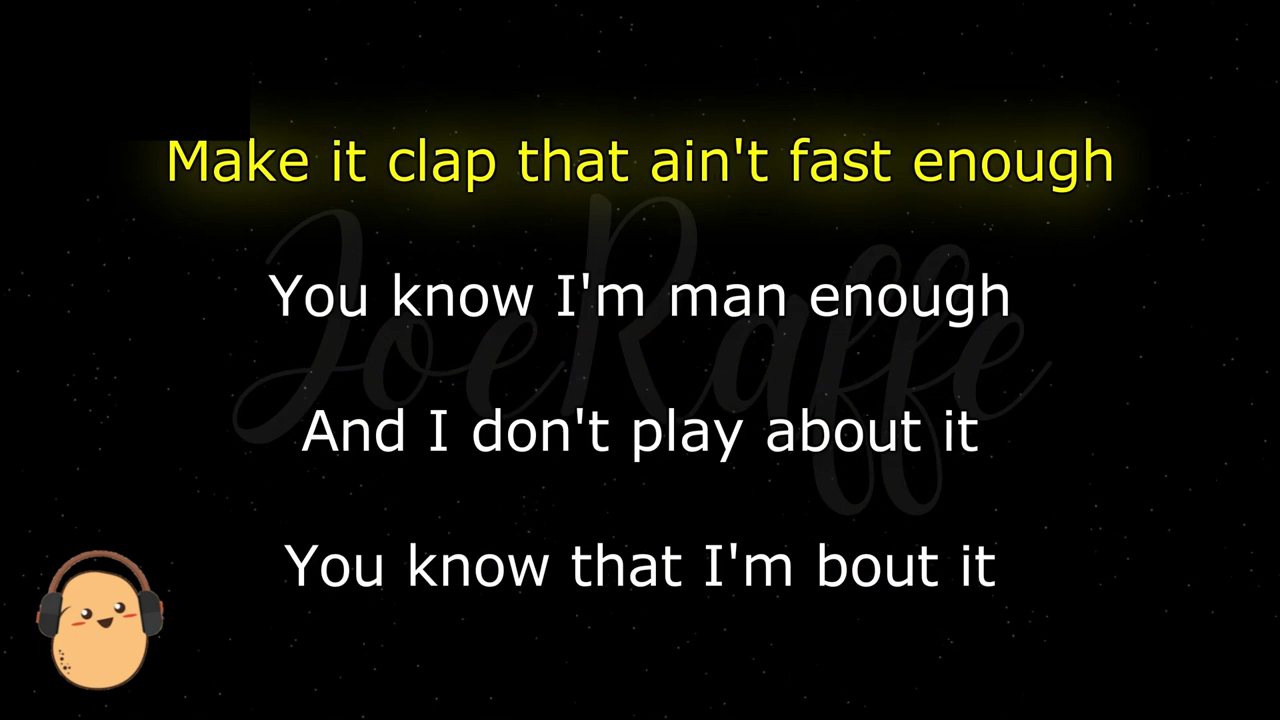 Make it clap that ain't fast enough
JoeRaffe
You know I'm man enough
And I don't play about it
You know that I'm bout it